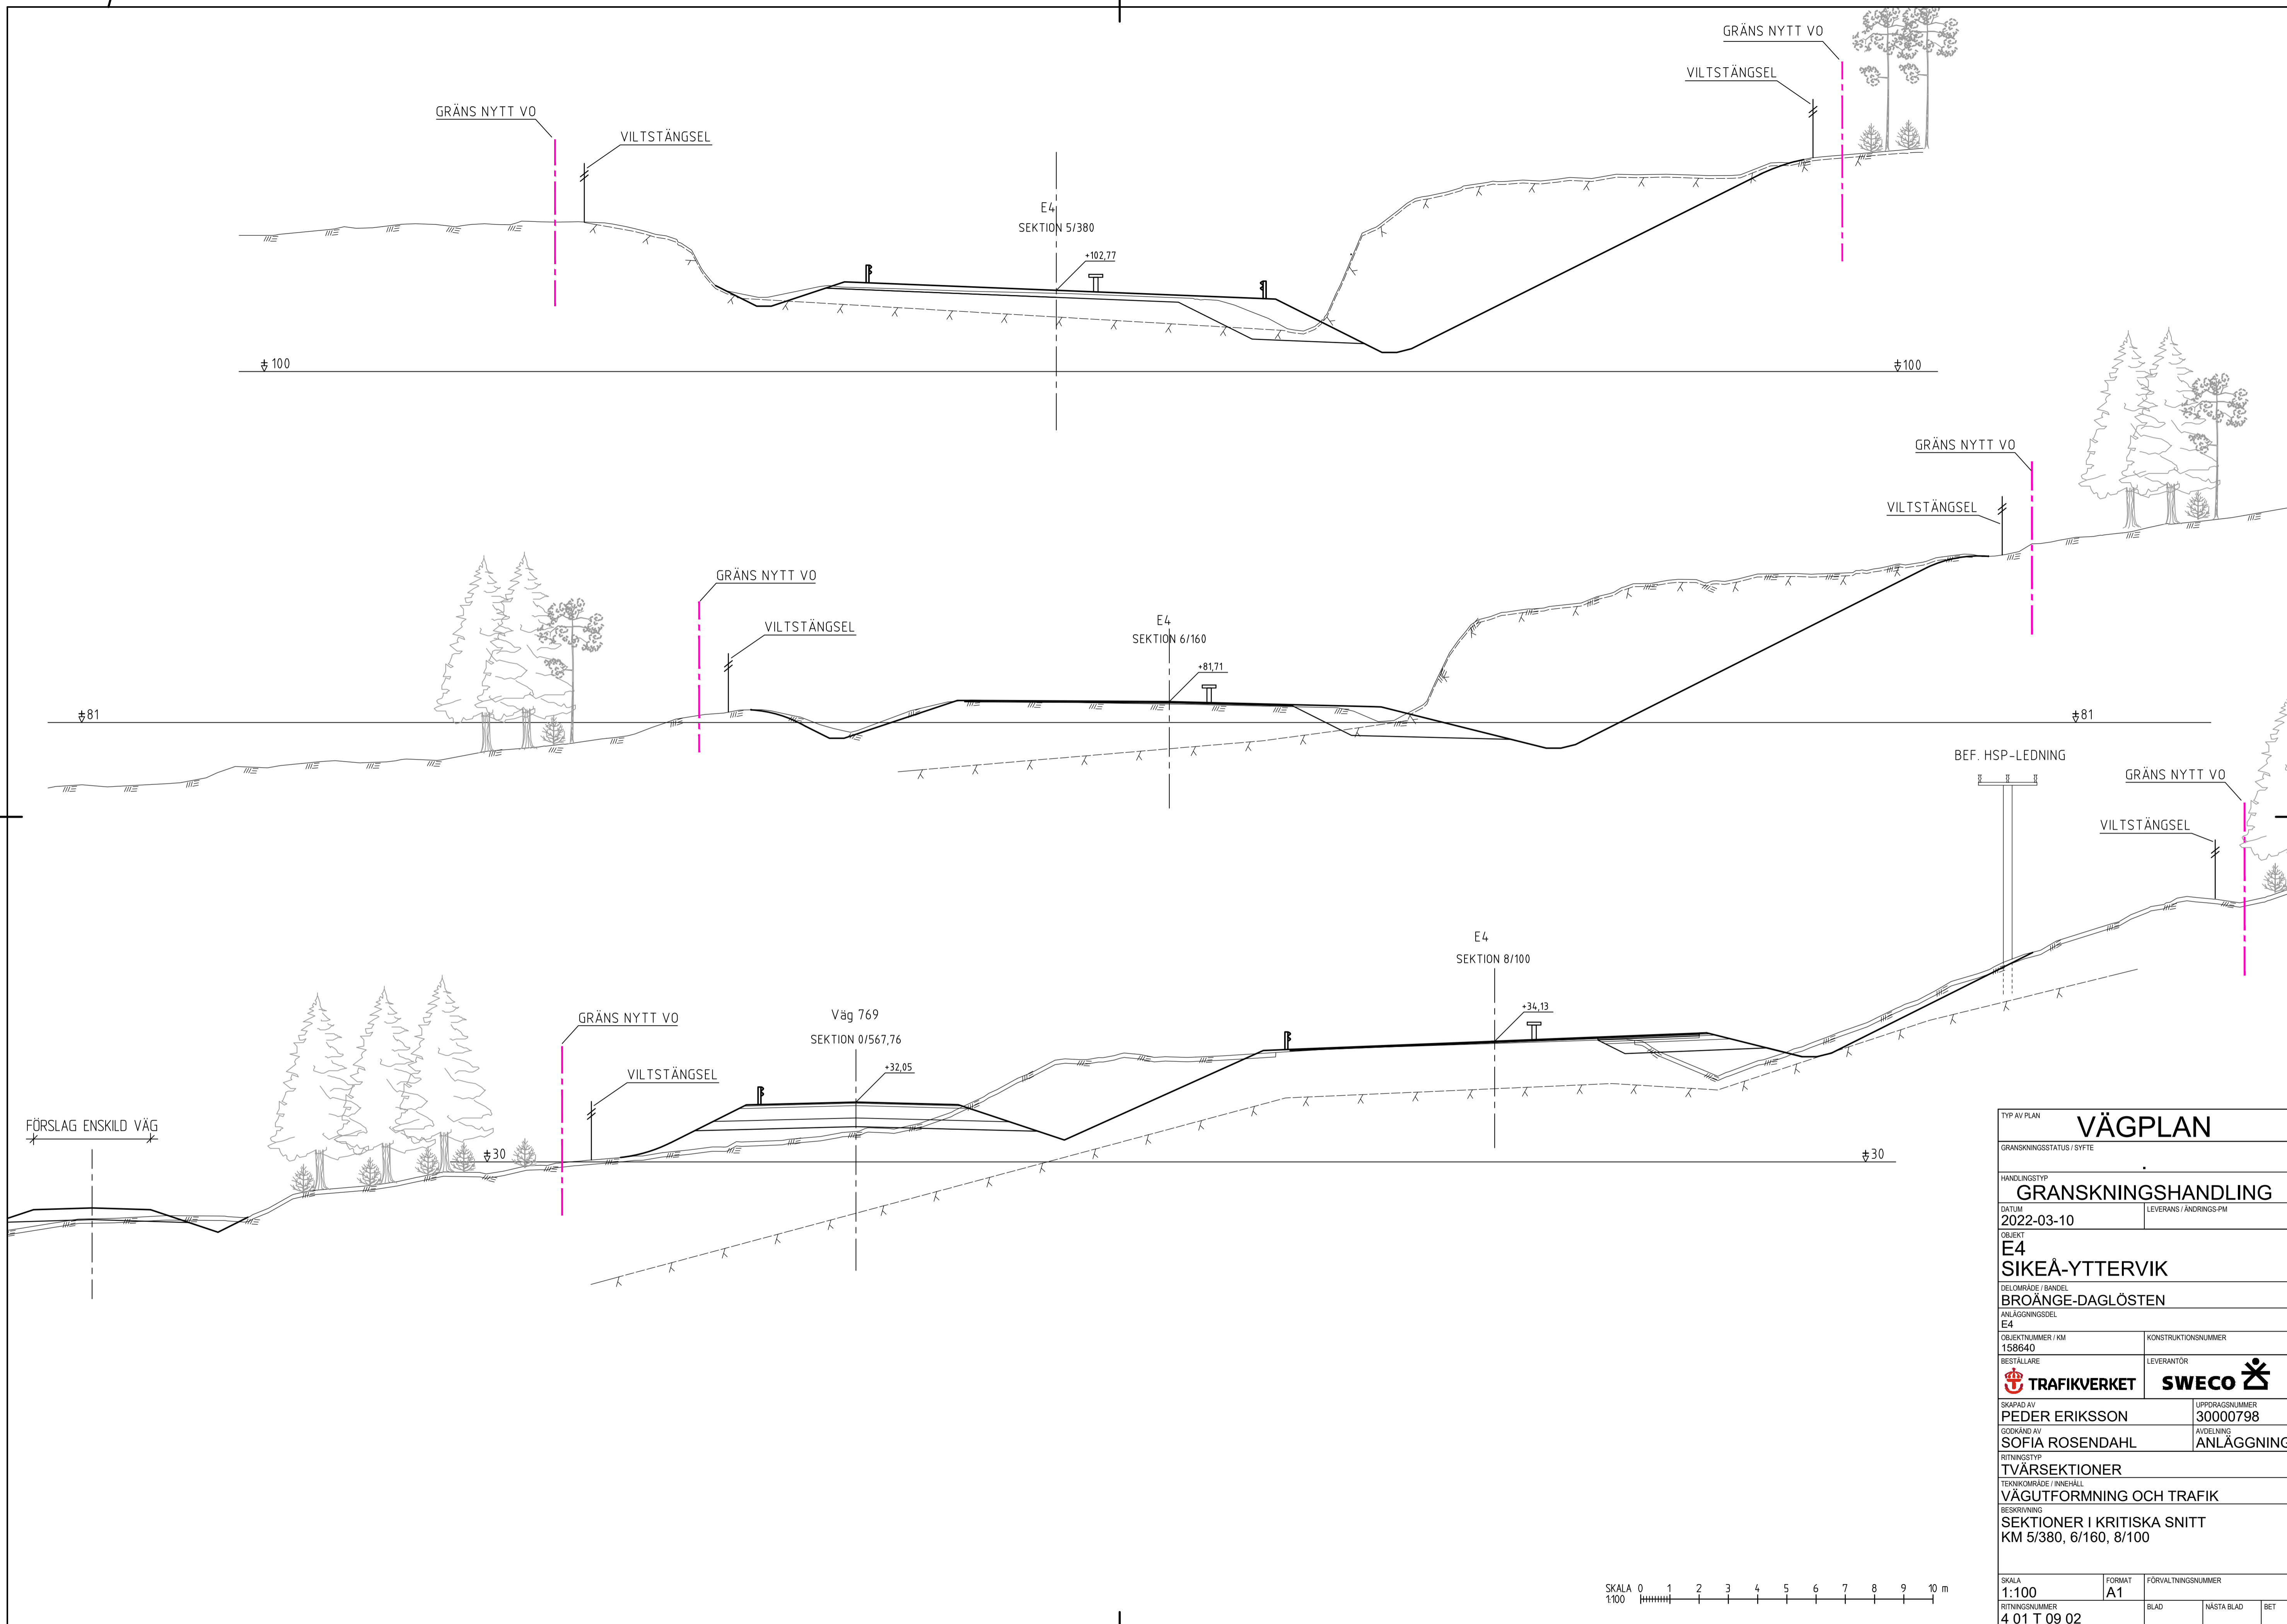 GRÄNS NYTT VO
VILTSTÄNGSEL
GRÄNS NYTT VO
VILTSTÄNGSEL
E4
SEKTION 5/380
+102,77
±100
±100
GRÄNS NYTT VO
VILTSTÄNGSEL
GRÄNS NYTT VO
VILTSTÄNGSEL
E4
SEKTION 6/160
+81,71
±81
±81
BEF. HSP-LEDNING
GRÄNS NYTT VO
VILTSTÄNGSEL
E4
SEKTION 8/100
+34,13
Väg 769
SEKTION 0/567,76
+32,05
GRÄNS NYTT VO
VILTSTÄNGSEL
FÖRSLAG ENSKILD VÄG
±30
±30
TYP AV PLAN
VÄGPLAN
GRANSKNINGSSTATUS / SYFTE
.
HANDLINGSTYP
GRANSKNINGSHANDLING
DATUM LEVERANS / ÄNDRINGS-PM
2022-03-10
OBJEKT
E4
SIKEÅ-YTTERVIK
DELOMRÅDE / BANDEL
BROÄNGE-DAGLÖSTEN
ANLÄGGNINGSDEL
E4
OBJEKTNUMMER / KM KONSTRUKTIONSNUMMER
158640
BESTÄLLARE LEVERANTÖR
TRAFIKVERKET SWECO
SKAPAD AV UPPDRAGSNUMMER
PEDER ERIKSSON 30000798
GODKÄND AV AVDELNING
SOFIA ROSENDAHL ANLÄGGNING
RITNINGSTYP
TVÄRSEKTIONER
TEKNIKOMRÅDE / INNEHÅLL
VÄGUTFORMNING OCH TRAFIK
BESKRIVNING
SEKTIONER I KRITISKA SNITT
KM 5/380, 6/160, 8/100
SKALA FORMAT FÖRVALTNINGSNUMMER
1:100 A1
RITNINGSNUMMER BLAD NÄSTA BLAD BET
4 01 T 09 02
SKALA 0 1 2 3 4 5 6 7 8 9 10 m
1:100